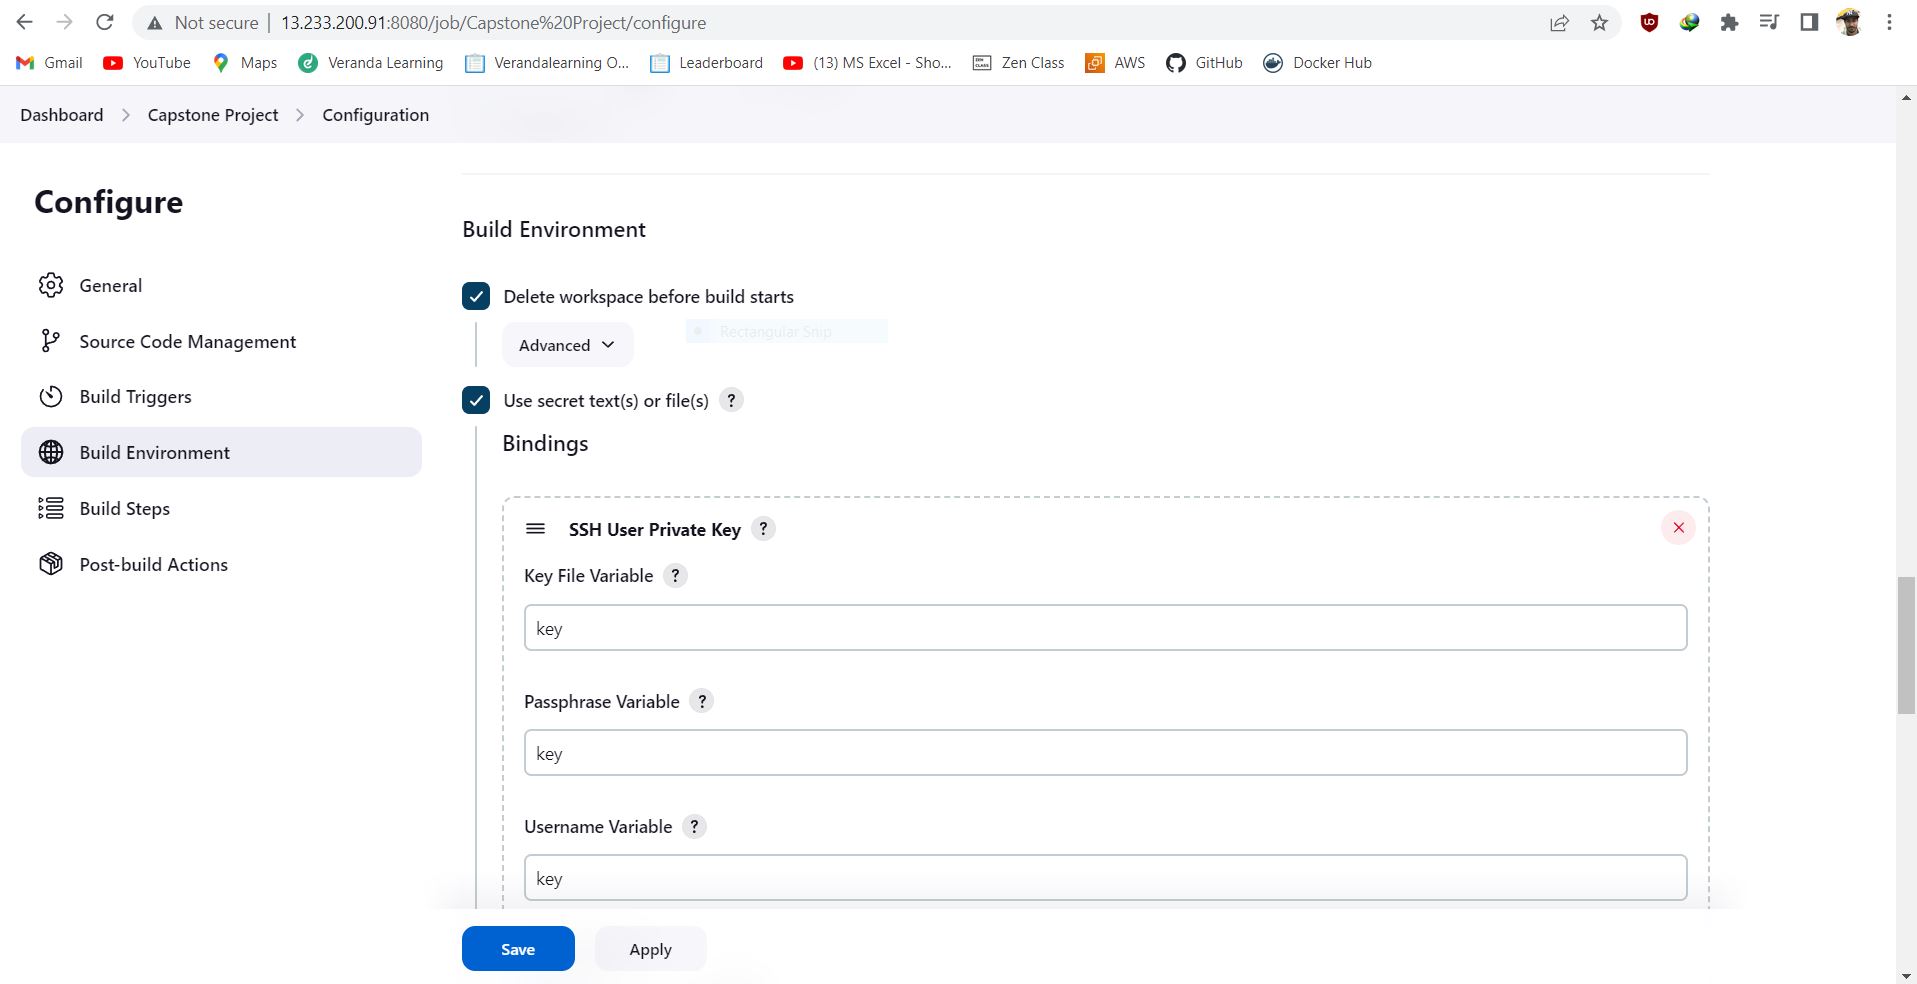 Not secure | 13.233.200.91:8080/job/Capstone%20Project/configure
Gmail YouTube Maps Veranda Learning Verandalearning O... Leaderboard (13) MS Excel - Sho... Zen Class AWS GitHub Docker Hub
Dashboard Capstone Project Configuration
Configure
General
Source Code Management
Build Triggers
Build Environment
Build Steps
Post-build Actions
Build Environment
Delete workspace before build starts
Rectangular Snip
Advanced
Use secret text(s) or file(s) ?
Bindings
SSH User Private Key ?
Key File Variable ?
key
Passphrase Variable ?
key
Username Variable ?
key
Save Apply